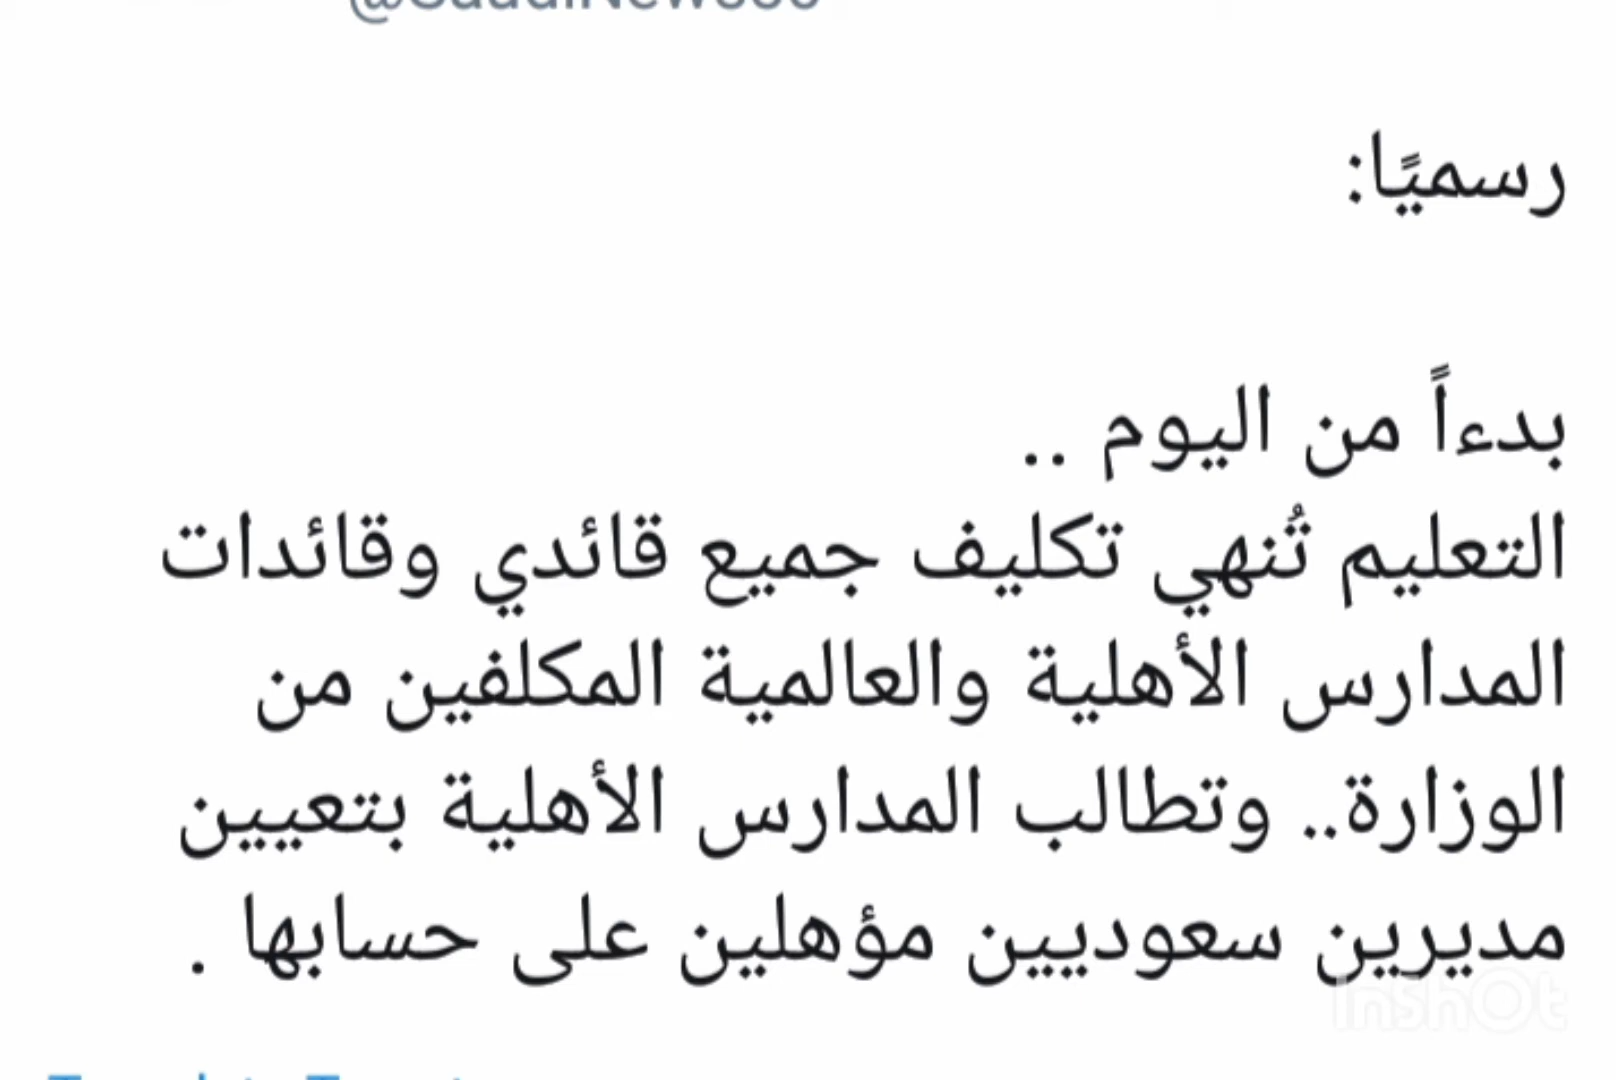 رسميًا:
بدءاً من اليوم ..
التعليم تُنهي تكليف جميع قائدي وقائدات
المدارس الأهلية والعالمية المكلفين من
الوزارة.. وتطالب المدارس الأهلية بتعيين
مديرين سعوديين مؤهلين على حسابها .
InShOt